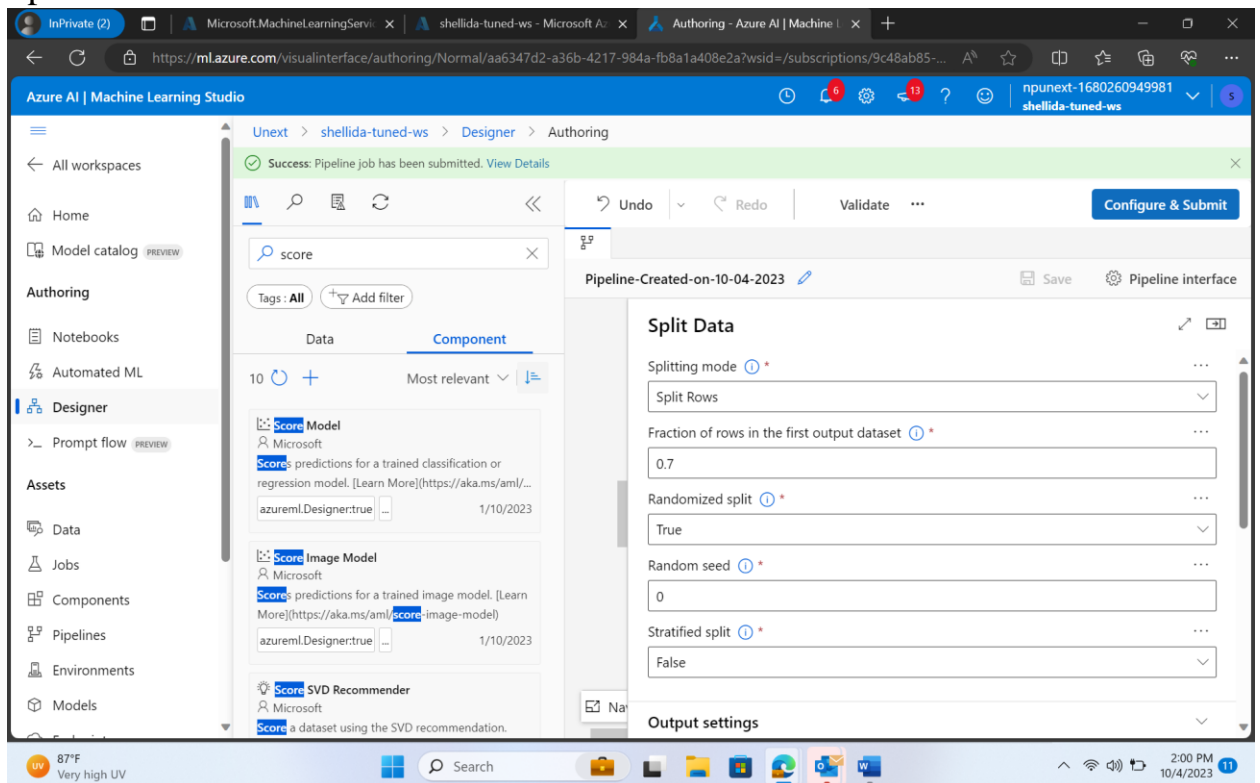 InPrivate (2)
Microsoft.MachineLearningServic
shellida-tuned-ws - Microsoft Az
Authoring - Azure AI | Machine L
https://ml.azure.com/visualinterface/authoring/Normal/aa6347d2-a36b-4217-984a-fb8a1a408e2a?wsid=/subscriptions/9c48ab85-...
Azure AI | Machine Learning Studio
6
13
npunext-1680260949981
shellida-tuned-ws
S
All workspaces
Home
Model catalog PREVIEW
Authoring
Notebooks
Automated ML
Designer
Prompt flow PREVIEW
Assets
Data
Jobs
Components
Pipelines
Environments
Models
Unext > shellida-tuned-ws > Designer > Authoring
Success: Pipeline job has been submitted. View Details
score
Tags : All
Add filter
Data
Component
10
Most relevant
Score Model
Microsoft
Scores predictions for a trained classification or
regression model. [Learn More](https://aka.ms/aml/...
azureml.Designer:true ...
1/10/2023
Score Image Model
Microsoft
Scores predictions for a trained image model. [Learn
More](https://aka.ms/aml/score-image-model)
azureml.Designer:true ...
1/10/2023
Score SVD Recommender
Microsoft
Score a dataset using the SVD recommendation.
Undo
Redo
Validate
Configure & Submit
Pipeline-Created-on-10-04-2023
Save
Pipeline interface
Split Data
Splitting mode *
Split Rows
Fraction of rows in the first output dataset *
0.7
Randomized split *
True
Random seed *
0
Stratified split *
False
Nav
Output settings
UV
87°F
Very high UV
Search
2:00 PM
10/4/2023
11